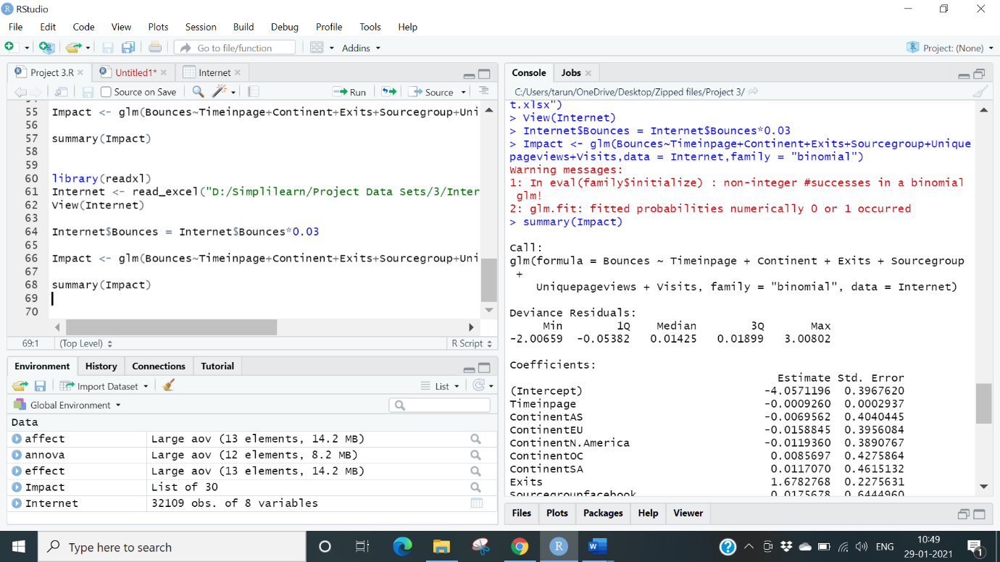 RStudio
File Edit Code View Plots Session Build Debug Profile Tools Help
Go to file/function Addins Project: (None)
Project 3.R Untitled1* Internet
Source on Save Run Source
55 Impact <- glm(Bounces~Timeinpage+Continent+Exits+Sourcegroup+Uni
56
57 summary(Impact)
58
59
60 library(readxl)
61 Internet <- read_excel("D:/Simplilearn/Project Data Sets/3/Inter
62 View(Internet)
63
64 Internet$Bounces = Internet$Bounces*0.03
65
66 Impact <- glm(Bounces~Timeinpage+Continent+Exits+Sourcegroup+Uni
67
68 summary(Impact)
69
70
69:1 (Top Level) R Script
Environment History Connections Tutorial
Import Dataset List
Global Environment
Data
affect Large aov (13 elements, 14.2 MB)
annova Large aov (12 elements, 8.2 MB)
effect Large aov (13 elements, 14.2 MB)
Impact List of 30
Internet 32109 obs. of 8 variables
Console Jobs
C:/Users/tarun/OneDrive/Desktop/Zipped files/Project 3/
t.xlsx")
> View(Internet)
> Internet$Bounces = Internet$Bounces*0.03
> Impact <- glm(Bounces~Timeinpage+Continent+Exits+Sourcegroup+Unique
pageviews+Visits,data = Internet,family = "binomial")
Warning messages:
1: In eval(family$initialize) : non-integer #successes in a binomial
glm!
2: glm.fit: fitted probabilities numerically 0 or 1 occurred
> summary(Impact)
Call:
glm(formula = Bounces ~ Timeinpage + Continent + Exits + Sourcegroup
+
Uniquepageviews + Visits, family = "binomial", data = Internet)
Deviance Residuals:
Min 1Q Median 3Q Max
-2.00659 -0.05382 0.01425 0.01899 3.00802
Coefficients:
Estimate Std. Error
(Intercept) -4.0571196 0.3967620
Timeinpage -0.0009260 0.0002937
ContinentAS -0.0069562 0.4040445
ContinentEU -0.0158845 0.3956084
ContinentN.America -0.0119360 0.3890767
ContinentOC 0.0085697 0.4275864
ContinentSA 0.0117070 0.4615132
Exits 1.6782768 0.2275631
Sourcegroupfacebook 0.0175678 0.6444960
Files Plots Packages Help Viewer
Type here to search
ENG
10:49
29-01-2021
1